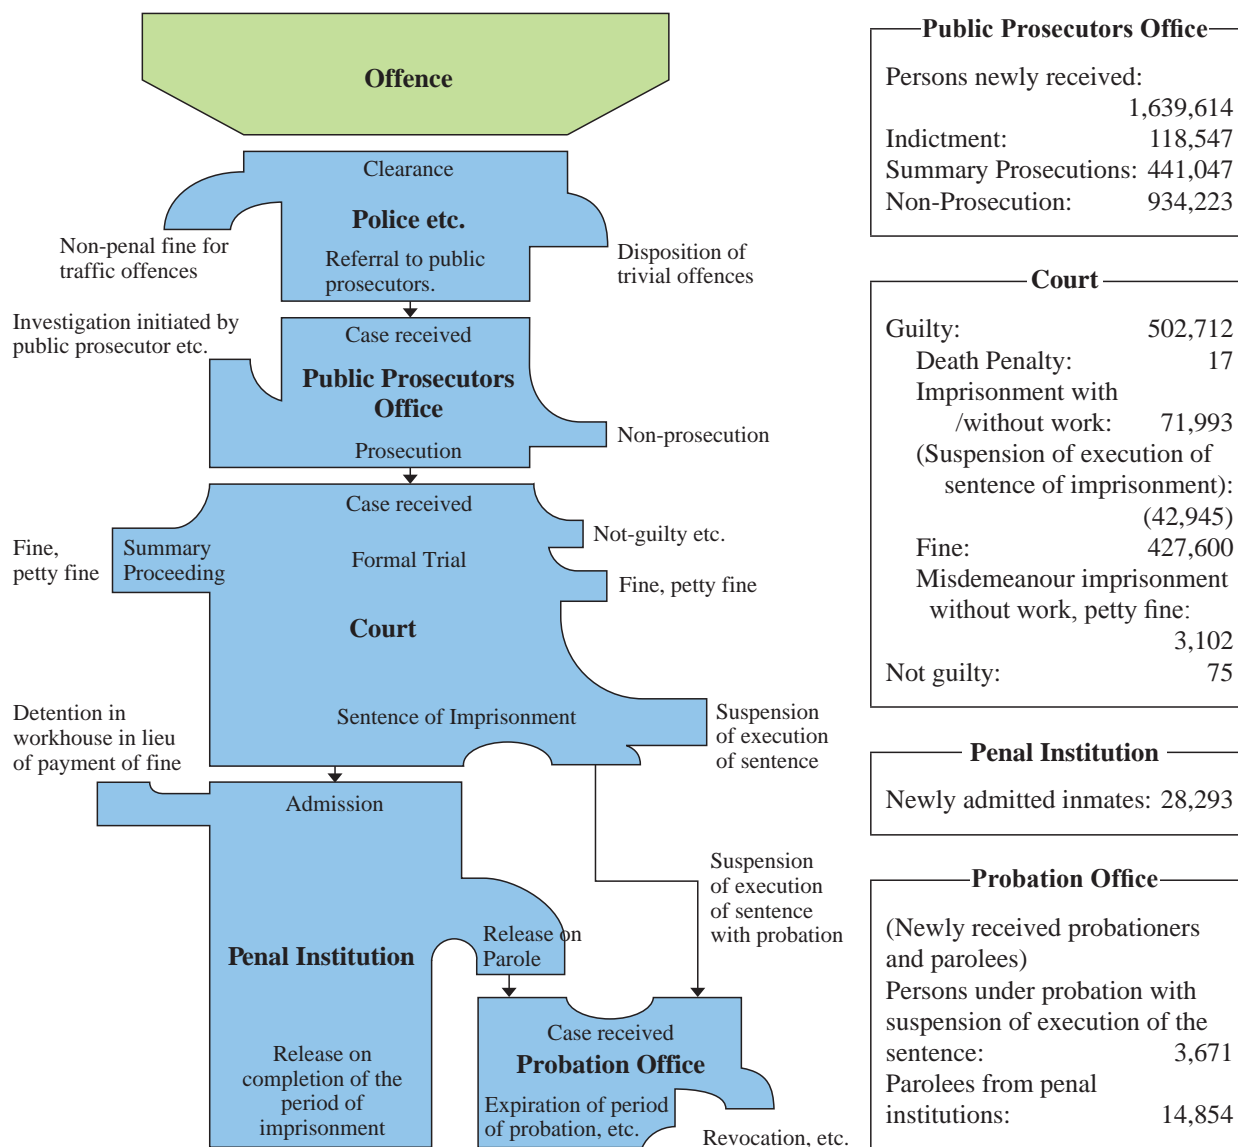 Offence
Clearance
Police etc.
Referral to public
prosecutors.
Non-penal fine for
traffic offences
Disposition of
trivial offences
Investigation initiated by
public prosecutor etc.
Case received
Public Prosecutors
Office
Prosecution
Non-prosecution
Case received
Formal Trial
Court
Sentence of Imprisonment
Fine,
petty fine
Summary
Proceeding
Not-guilty etc.
Fine, petty fine
Suspension
of execution
of sentence
Detention in
workhouse in lieu
of payment of fine
Admission
Penal Institution
Release on
completion of the
period of
imprisonment
Release on
Parole
Suspension
of execution
of sentence
with probation
Case received
Probation Office
Expiration of period
of probation, etc.
Revocation, etc.
Public Prosecutors Office
Persons newly received:
1,639,614
Indictment: 118,547
Summary Prosecutions: 441,047
Non-Prosecution: 934,223
Court
Guilty: 502,712
Death Penalty: 17
Imprisonment with
/without work: 71,993
(Suspension of execution of
sentence of imprisonment):
(42,945)
Fine: 427,600
Misdemeanour imprisonment
without work, petty fine:
3,102
Not guilty: 75
Penal Institution
Newly admitted inmates: 28,293
Probation Office
(Newly received probationers
and parolees)
Persons under probation with
suspension of execution of the
sentence: 3,671
Parolees from penal
institutions: 14,854